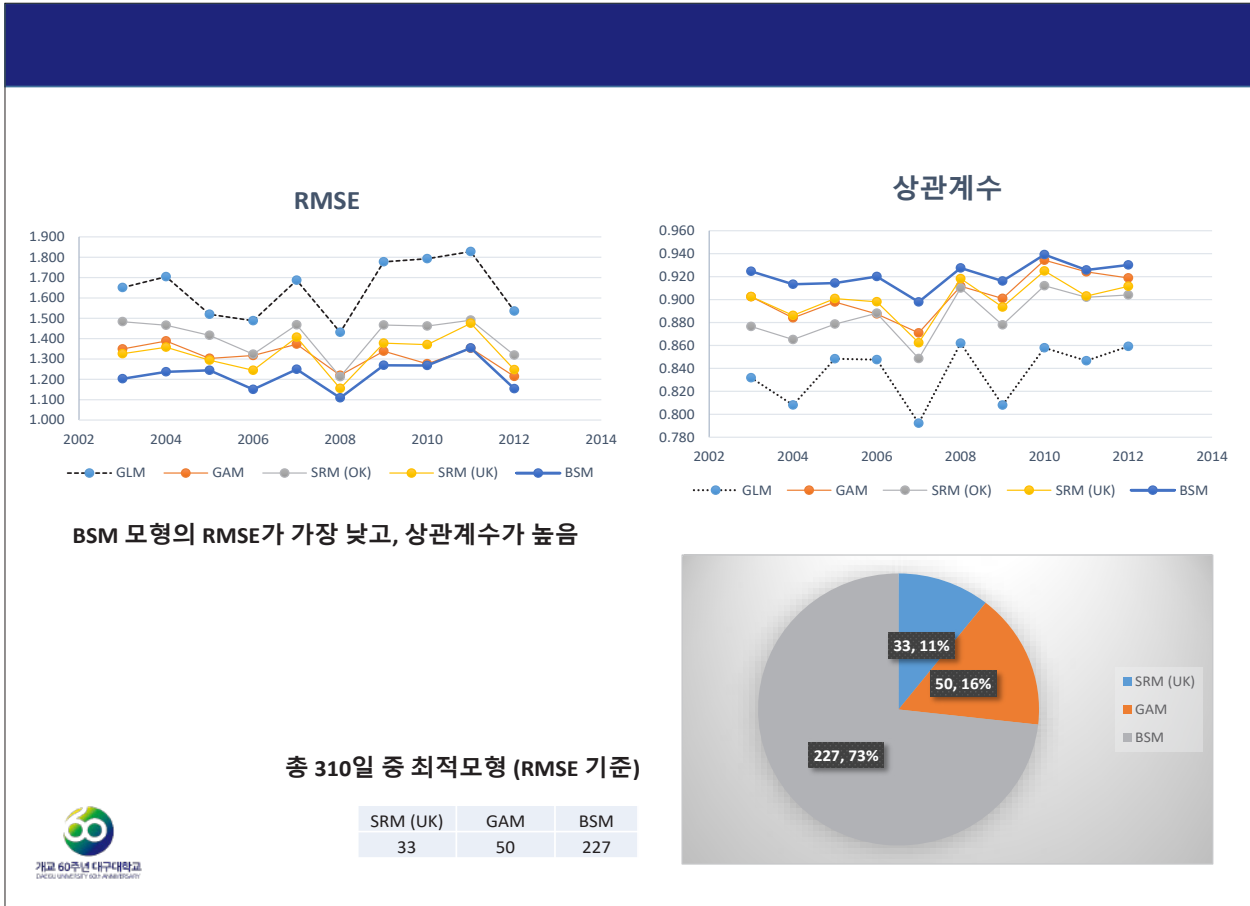 RMSE
1.900
1.800
1.700
1.600
1.500
1.400
1.300
1.200
1.100
1.000
2002 2004 2006 2008 2010 2012 2014
GLM GAM SRM (OK) SRM (UK) BSM
상관계수
0.960
0.940
0.920
0.900
0.880
0.860
0.840
0.820
0.800
0.780
2002 2004 2006 2008 2010 2012 2014
GLM GAM SRM (OK) SRM (UK) BSM
BSM 모형의 RMSE가 가장 낮고, 상관계수가 높음
33, 11%
50, 16%
227, 73%
SRM (UK)
GAM
BSM
총 310일 중 최적모형 (RMSE 기준)
SRM (UK) GAM BSM
33 50 227
60
개교 60주년 대구대학교
DAEGU UNIVERSITY 60th ANNIVERSARY